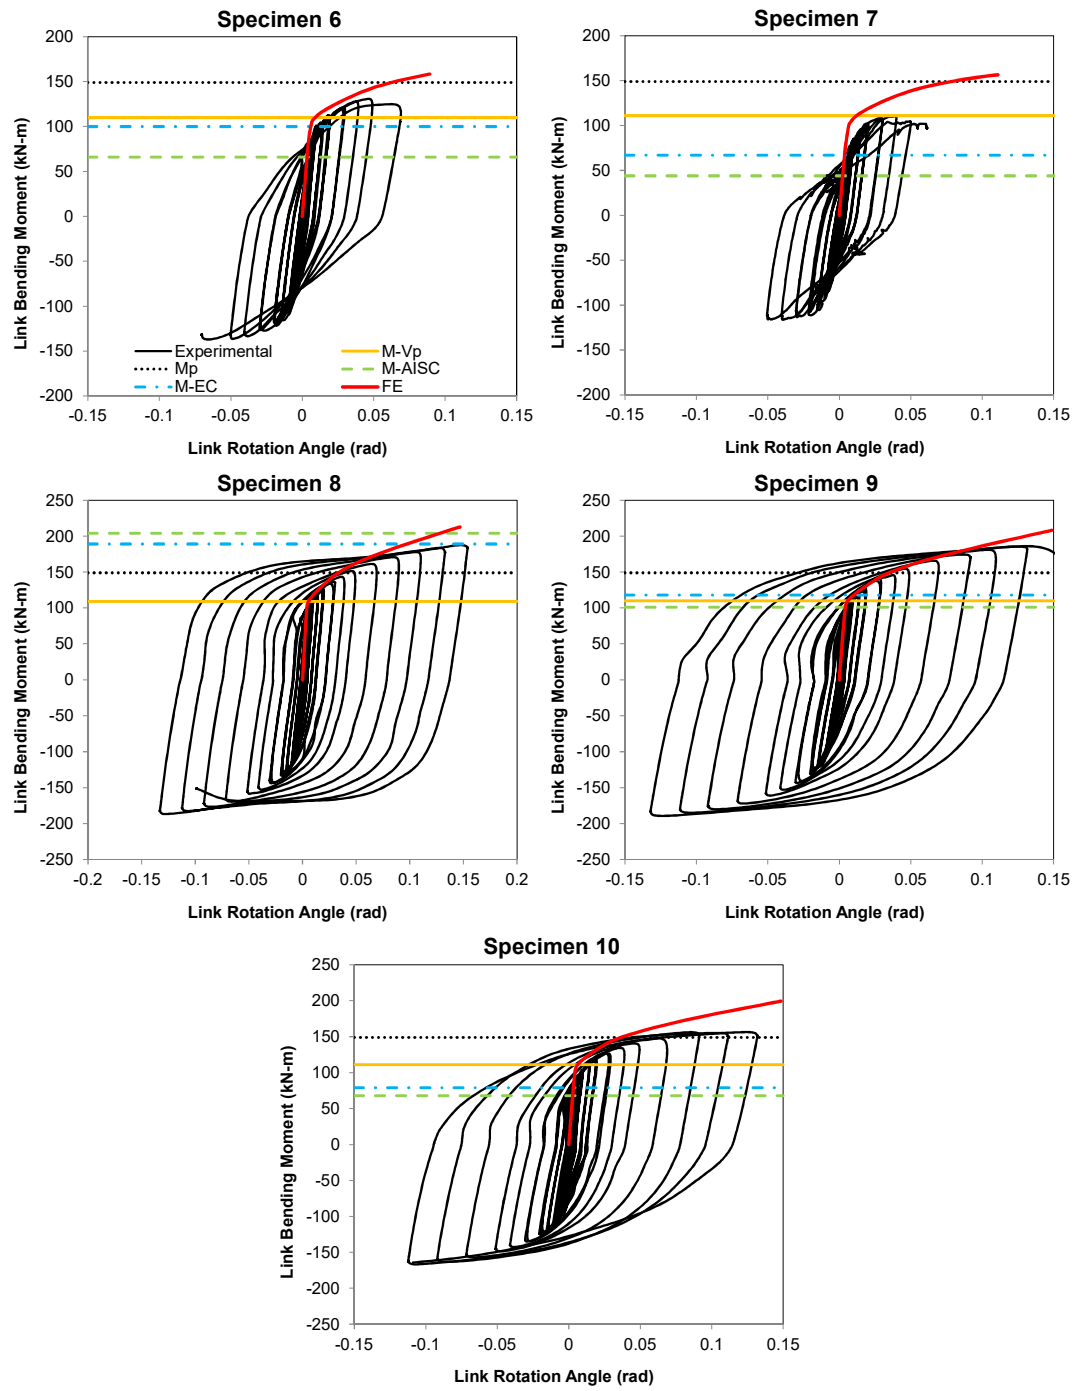 Specimen 6
200
150
100
50
0
-50
-100
-150
-200
Link Bending Moment (kN-m)
Experimental
M-Vp
Mp
M-AISC
M-EC
FE
-0.15 -0.1 -0.05 0 0.05 0.1 0.15
Link Rotation Angle (rad)
Specimen 7
200
150
100
50
0
-50
-100
-150
-200
Link Bending Moment (kN-m)
-0.15 -0.1 -0.05 0 0.05 0.1 0.15
Link Rotation Angle (rad)
Specimen 8
250
200
150
100
50
0
-50
-100
-150
-200
-250
Link Bending Moment (kN-m)
-0.2 -0.15 -0.1 -0.05 0 0.05 0.1 0.15 0.2
Link Rotation Angle (rad)
Specimen 9
250
200
150
100
50
0
-50
-100
-150
-200
-250
Link Bending Moment (kN-m)
-0.15 -0.1 -0.05 0 0.05 0.1 0.15
Link Rotation Angle (rad)
Specimen 10
250
200
150
100
50
0
-50
-100
-150
-200
-250
Link Bending Moment (kN-m)
-0.15 -0.1 -0.05 0 0.05 0.1 0.15
Link Rotation Angle (rad)